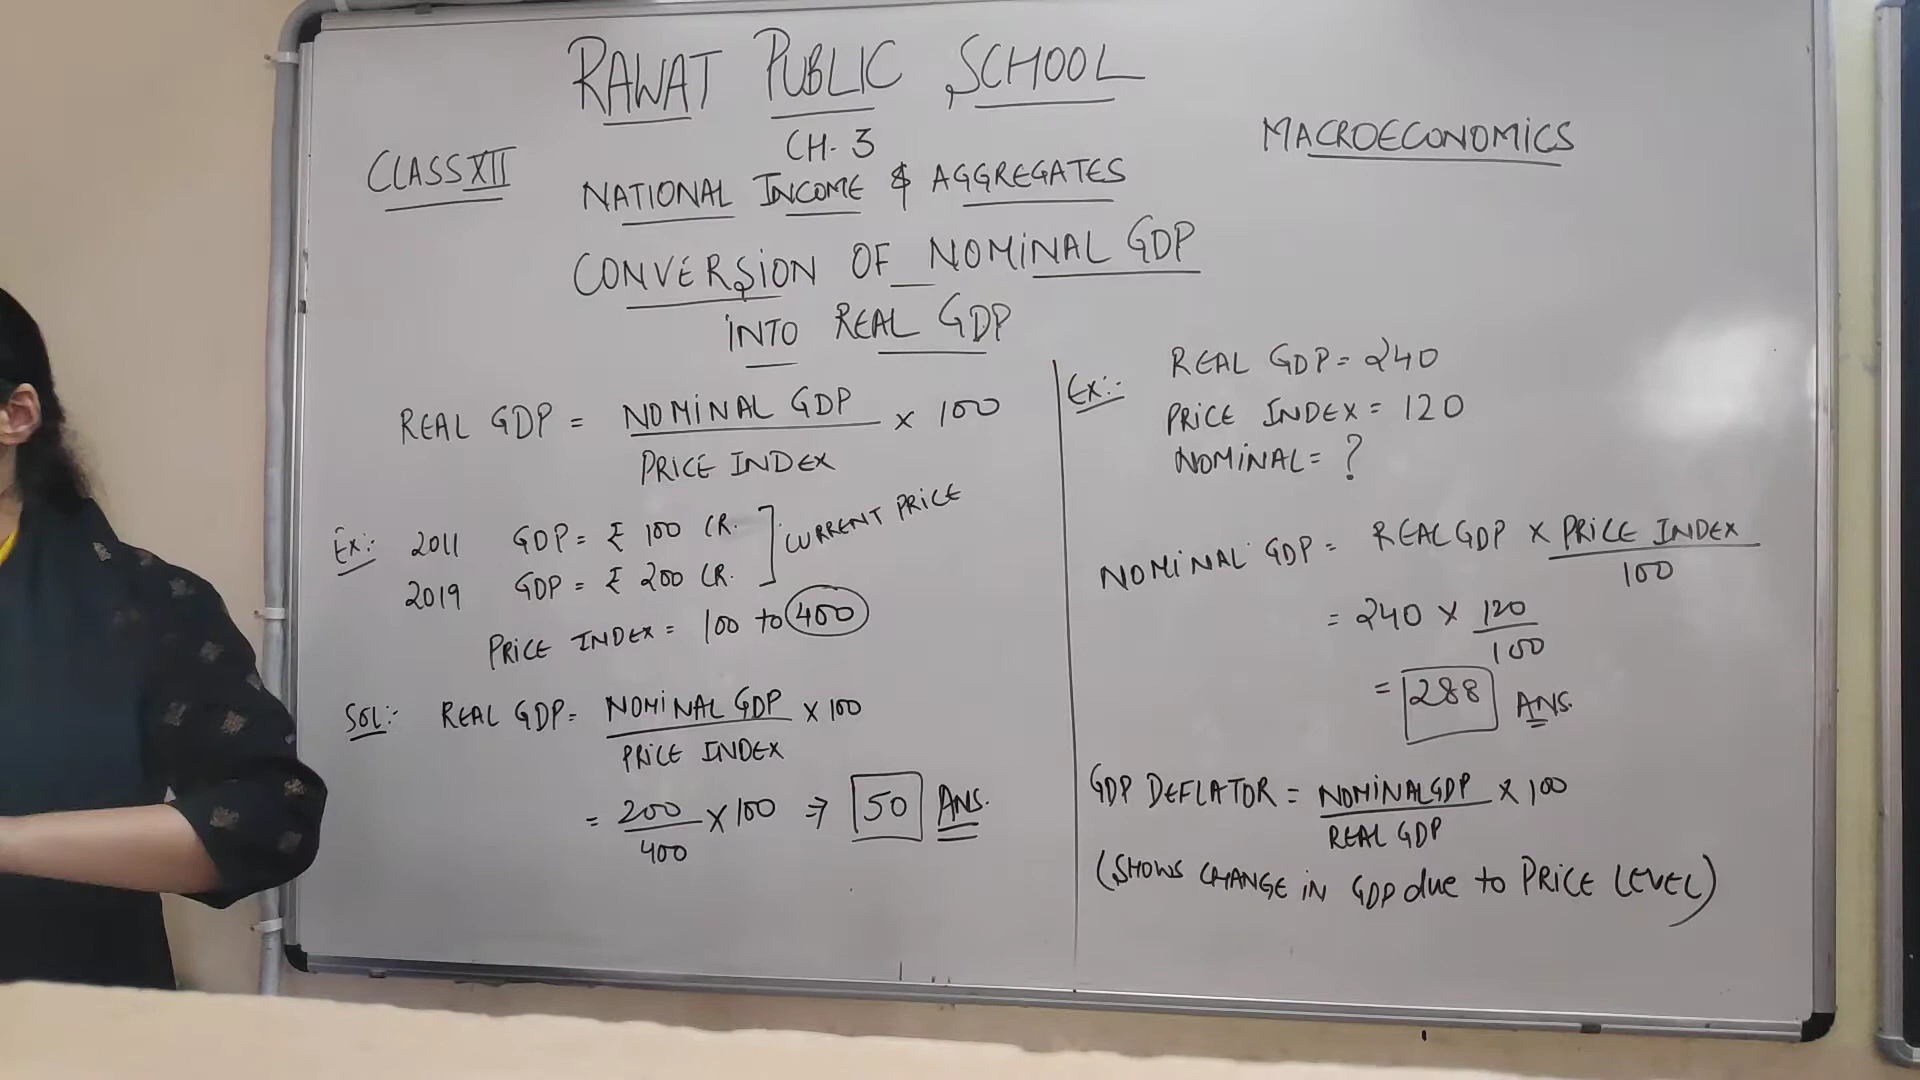 RAWAT PUBLIC SCHOOL
CH. 3
CLASS XII
MACROECONOMICS
NATIONAL INCOME & AGGREGATES
CONVERSION OF NOMINAL GDP
INTO REAL GDP
REAL GDP = NOMINAL GDP / PRICE INDEX × 100
Ex:- 2011 GDP = ₹ 100 CR. ] CURRENT PRICE
2019 GDP = ₹ 200 CR.
PRICE INDEX = 100 to 400
SOL:- REAL GDP = NOMINAL GDP / PRICE INDEX × 100
= 200 / 400 × 100 ⇒ 50 ANS.
Ex:- REAL GDP = 240
PRICE INDEX = 120
NOMINAL = ?
NOMINAL GDP = REAL GDP × PRICE INDEX / 100
= 240 × 120 / 100
= 288 ANS.
GDP DEFLATOR = NOMINAL GDP / REAL GDP × 100
(SHOWS CHANGE IN GDP due to PRICE LEVEL)